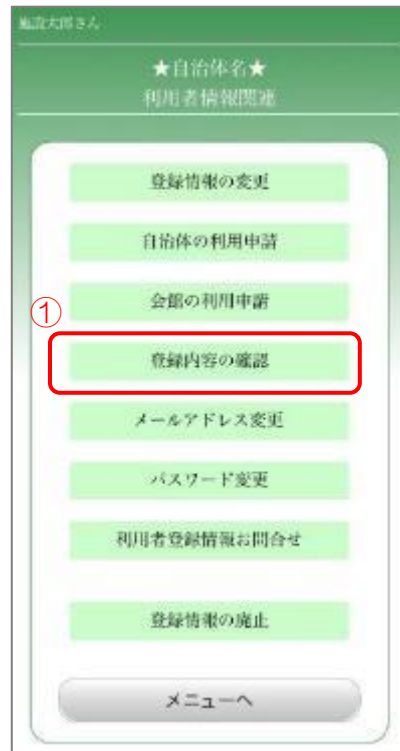 施設太郎さん
★自治体名★
利用者情報関連
登録情報の変更
自治体の利用申請
会館の利用申請
①
登録内容の確認
メールアドレス変更
パスワード変更
利用者登録情報お問合せ
登録情報の廃止
メニューへ